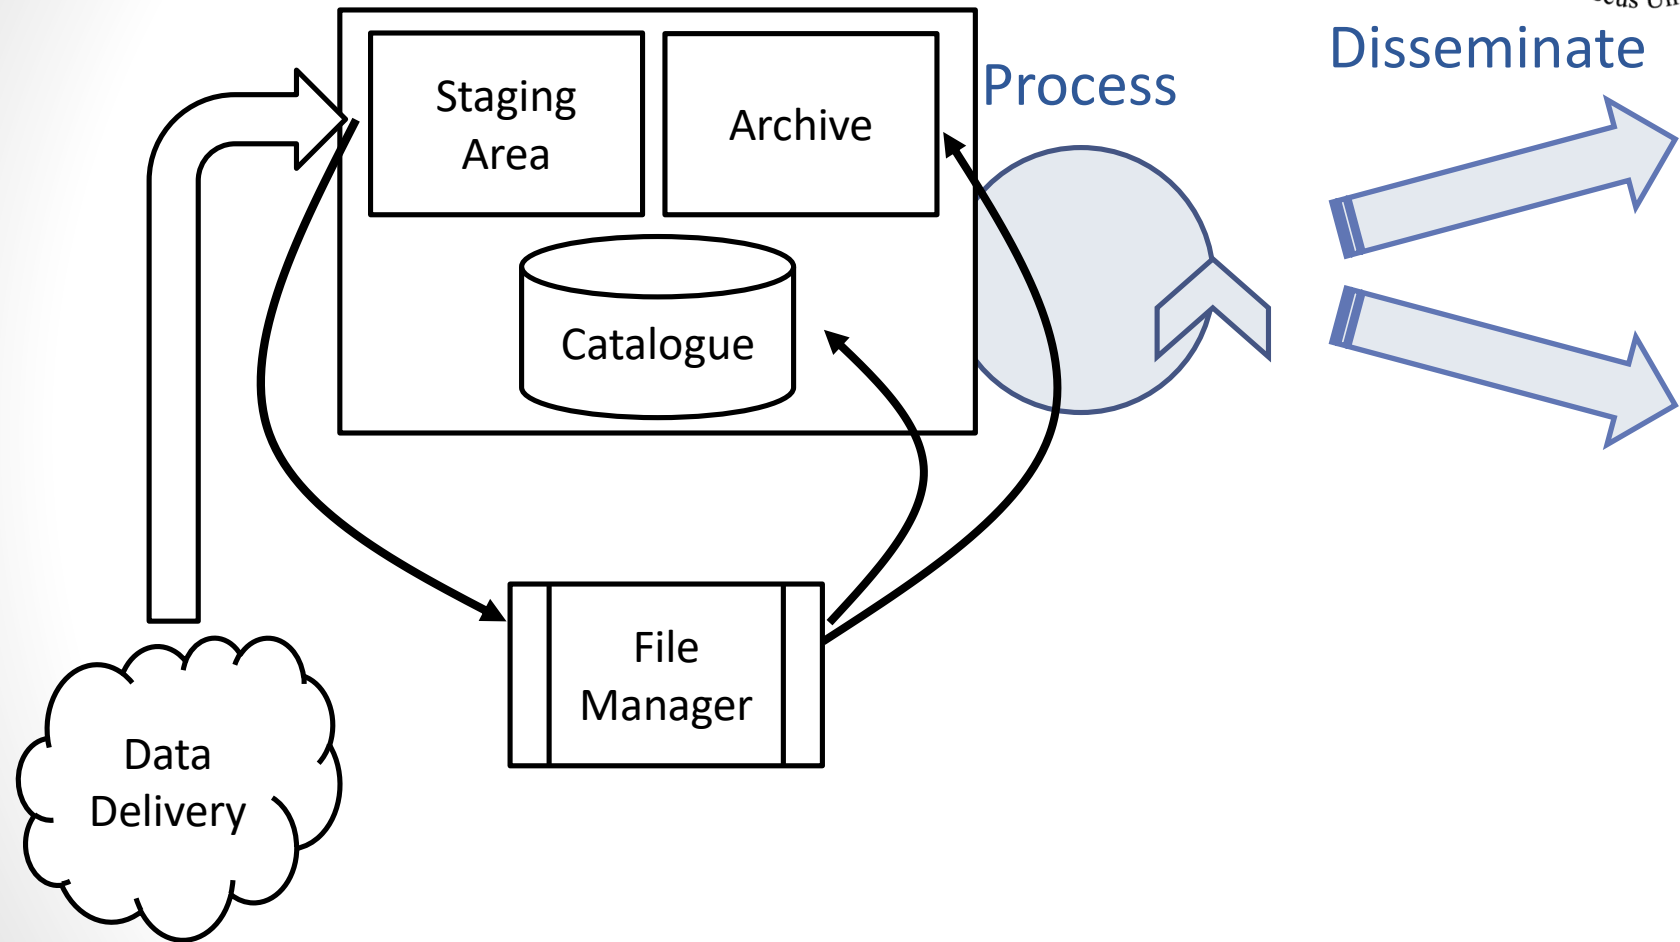 Disseminate
Process
Staging
Area
Archive
Catalogue
File
Manager
Data
Delivery